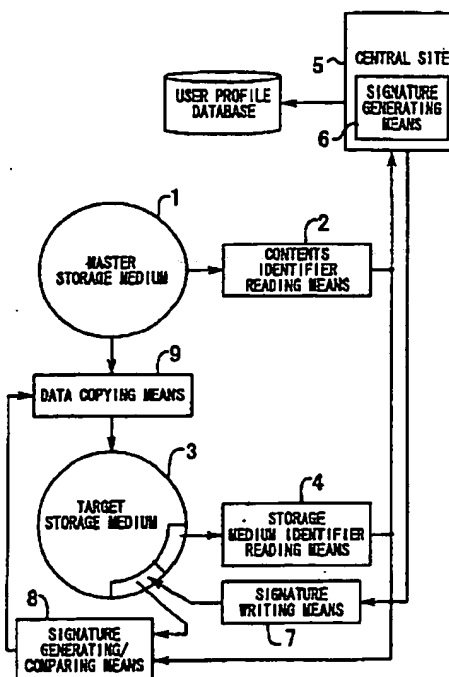 5
CENTRAL SITE
SIGNATURE
GENERATING
MEANS
6
USER PROFILE
DATABASE
1
MASTER
STORAGE MEDIUM
2
CONTENTS
IDENTIFIER
READING MEANS
9
DATA COPYING MEANS
3
TARGET
STORAGE MEDIUM
4
STORAGE
MEDIUM IDENTIFIER
READING MEANS
SIGNATURE
WRITING MEANS
7
8
SIGNATURE
GENERATING/
COMPARING MEANS